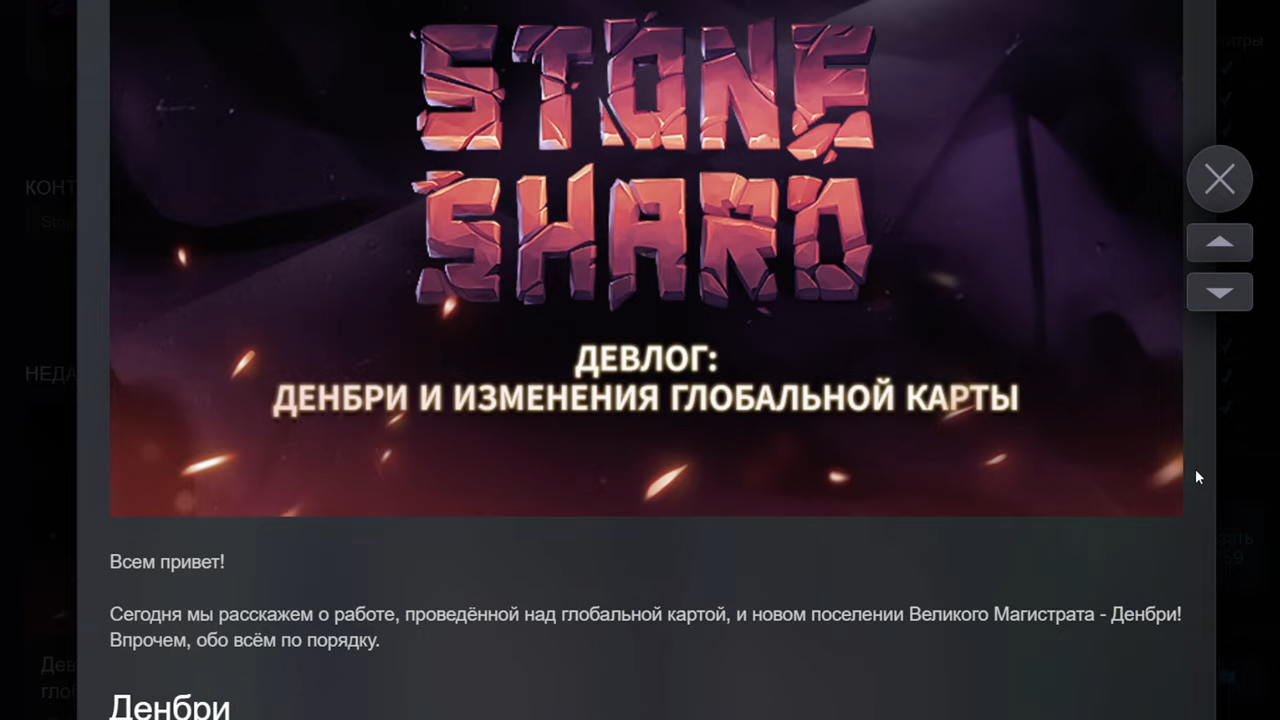 STONE
SHARD
ДЕВЛОГ:
ДЕНБРИ И ИЗМЕНЕНИЯ ГЛОБАЛЬНОЙ КАРТЫ
Всем привет!
Сегодня мы расскажем о работе, проведённой над глобальной картой, и новом поселении Великого Магистрата - Денбри!
Впрочем, обо всём по порядку.
Денбри